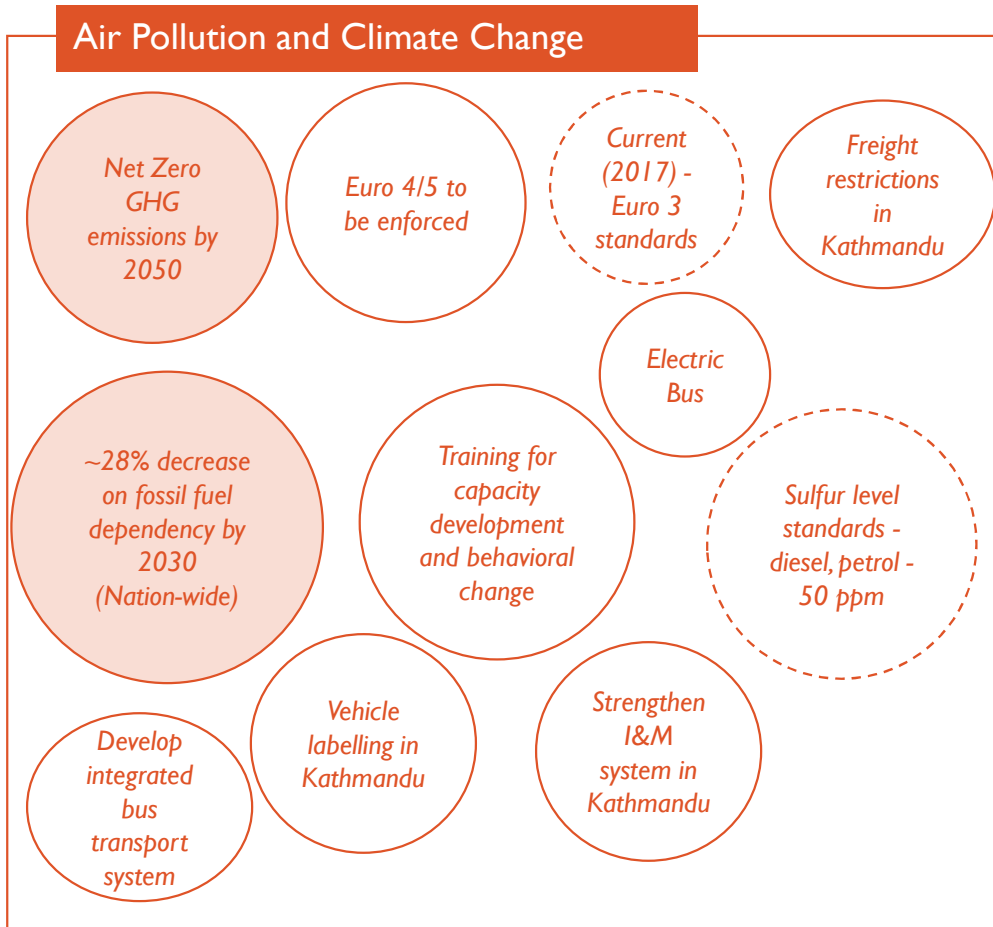 Air Pollution and Climate Change
Net Zero
GHG
emissions by
2050
Euro 4/5 to
be enforced
Current
(2017) -
Euro 3
standards
Freight
restrictions
in
Kathmandu
Electric
Bus
~28% decrease
on fossil fuel
dependency by
2030
(Nation-wide)
Training for
capacity
development
and behavioral
change
Sulfur level
standards -
diesel, petrol -
50 ppm
Develop
integrated
bus
transport
system
Vehicle
labelling in
Kathmandu
Strengthen
I&M
system in
Kathmandu